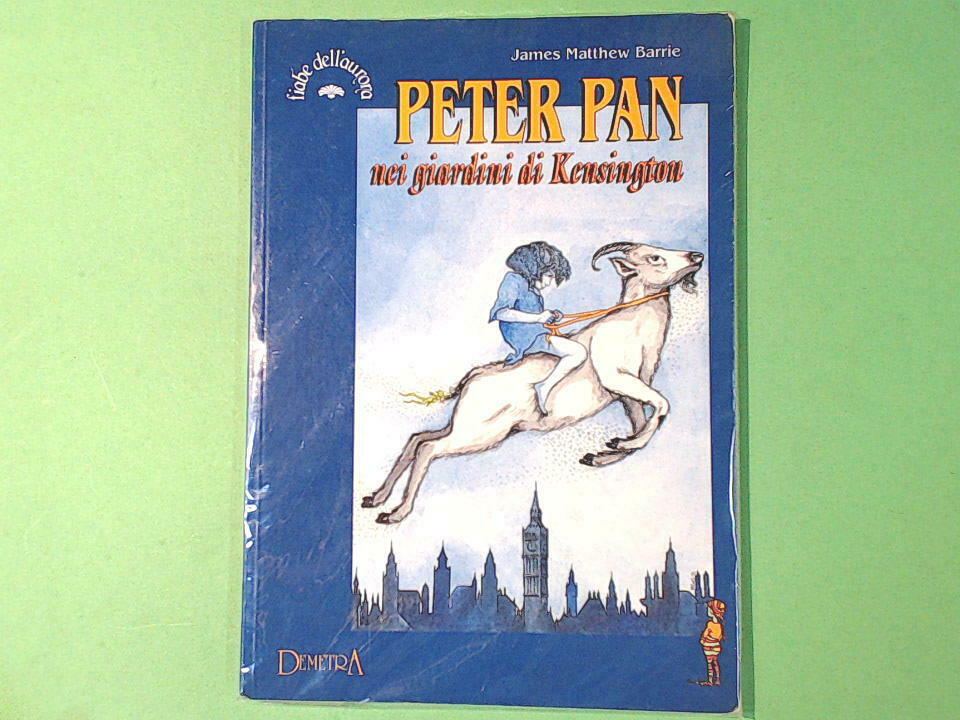 fiabe dell'aurora
James Matthew Barrie
PETER PAN
nei giardini di Kensington
DEMETRA